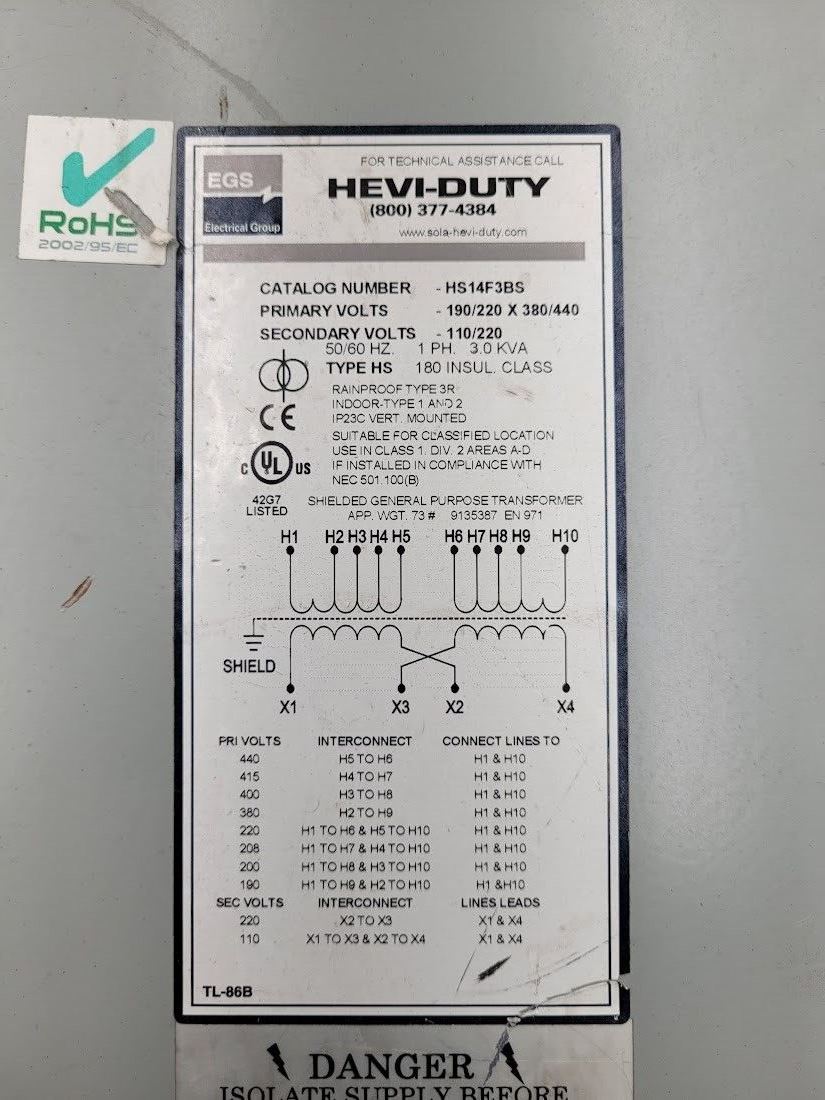 RoHS
2002/95/EC
EGS
Electrical Group
FOR TECHNICAL ASSISTANCE CALL
HEVI-DUTY
(800) 377-4384
www.sola-hevi-duty.com
CATALOG NUMBER - HS14F3BS
PRIMARY VOLTS - 190/220 X 380/440
SECONDARY VOLTS - 110/220
50/60 HZ. 1 PH. 3.0 KVA
TYPE HS 180 INSUL. CLASS
RAINPROOF TYPE 3R
INDOOR-TYPE 1 AND 2
IP23C VERT. MOUNTED
CE
SUITABLE FOR CLASSIFIED LOCATION
USE IN CLASS 1. DIV. 2 AREAS A-D
IF INSTALLED IN COMPLIANCE WITH
NEC 501.100(B)
C UL US
42G7
LISTED
SHIELDED GENERAL PURPOSE TRANSFORMER
APP. WGT. 73 # 9135387 EN 971
H1 H2 H3 H4 H5 H6 H7 H8 H9 H10
SHIELD
X1 X3 X2 X4
PRI VOLTS INTERCONNECT CONNECT LINES TO
440 H5 TO H6 H1 & H10
415 H4 TO H7 H1 & H10
400 H3 TO H8 H1 & H10
380 H2 TO H9 H1 & H10
220 H1 TO H6 & H5 TO H10 H1 & H10
208 H1 TO H7 & H4 TO H10 H1 & H10
200 H1 TO H8 & H3 TO H10 H1 & H10
190 H1 TO H9 & H2 TO H10 H1 &H10
SEC VOLTS INTERCONNECT LINES LEADS
220 X2 TO X3 X1 & X4
110 X1 TO X3 & X2 TO X4 X1 & X4
TL-86B
DANGER
ISOLATE SUPPLY BEFORE